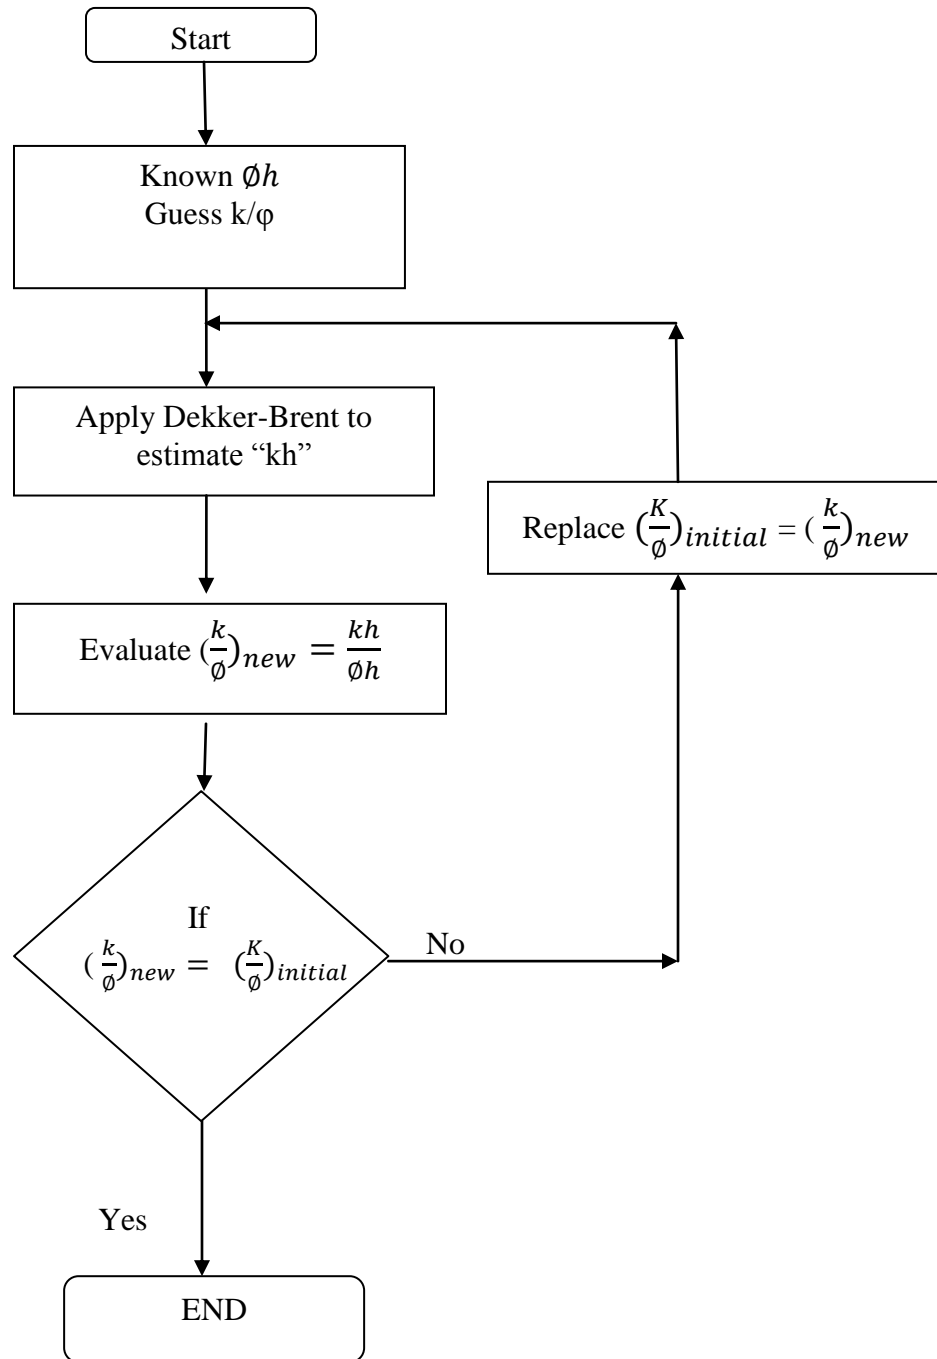 Start
Known ∅h
Guess k/φ
Apply Dekker-Brent to
estimate “kh”
Replace (K/∅)initial = ( k/∅)new
Evaluate (k/∅)new = kh/∅h
If
( k/∅)new = (K/∅)initial
No
Yes
END